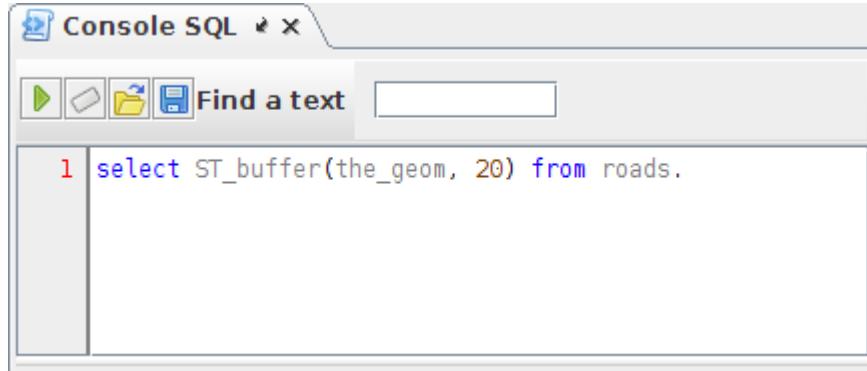 Console SQL
Find a text
1 select ST_buffer(the_geom, 20) from roads.